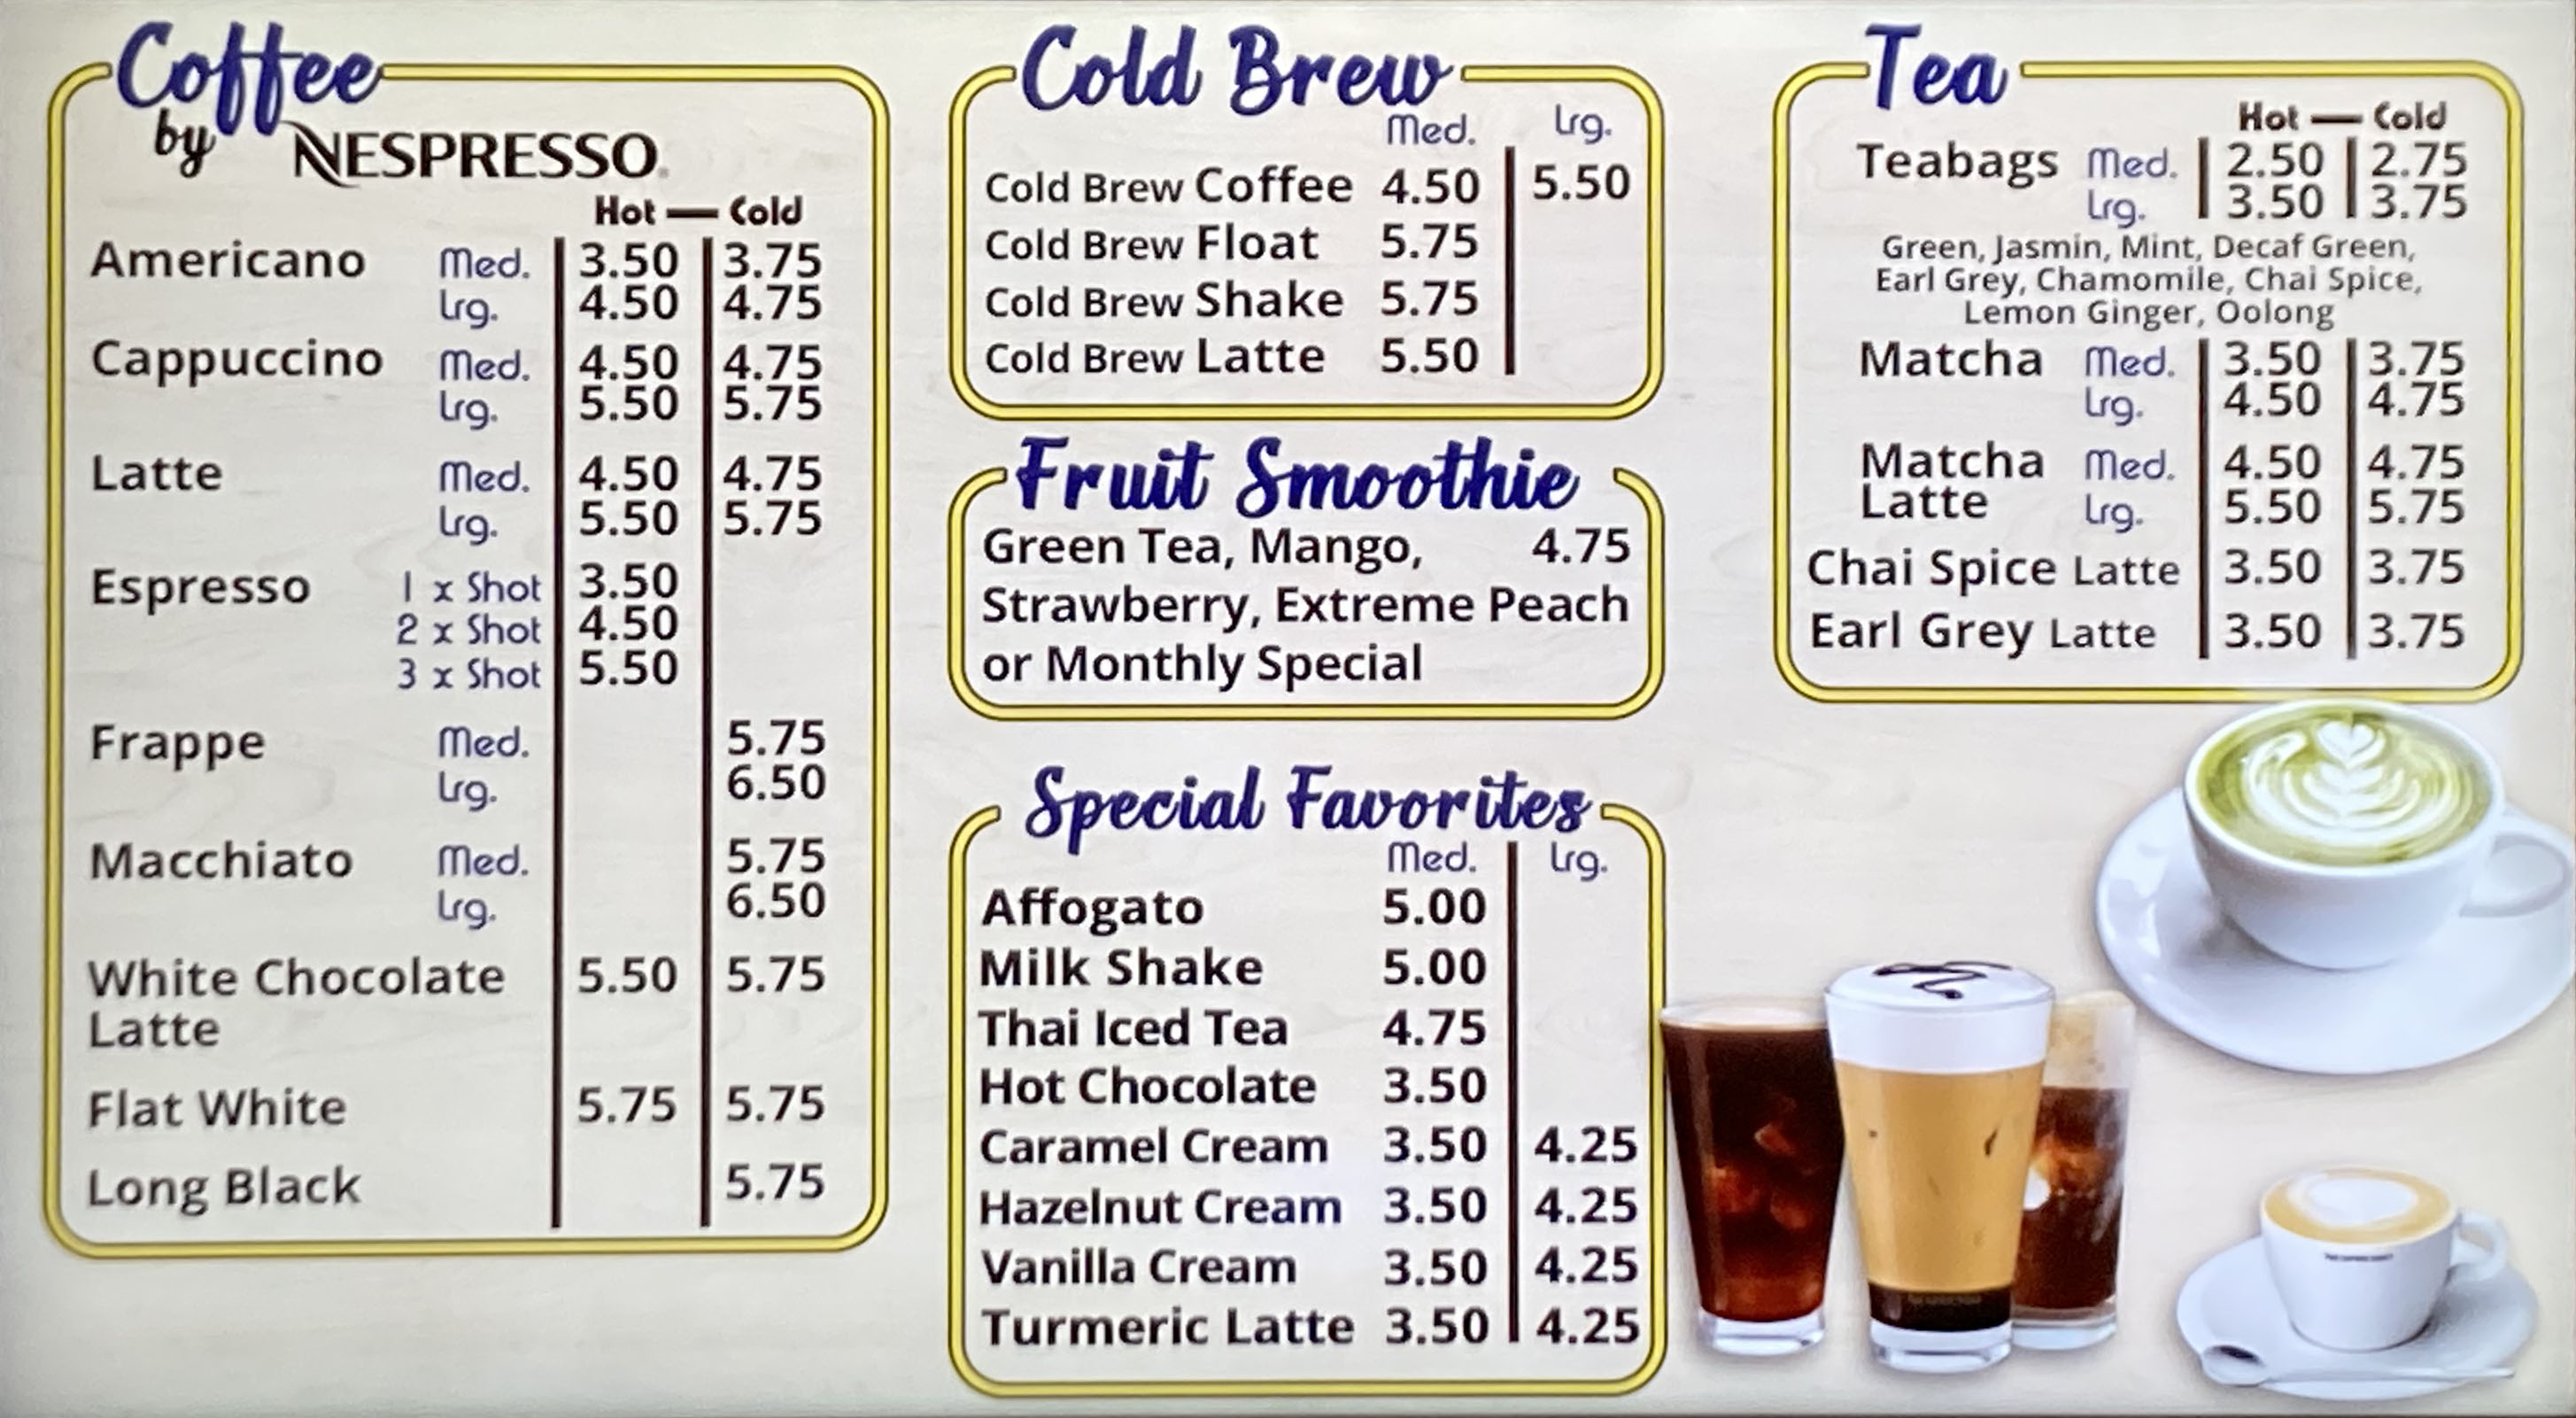 Coffee
by NESPRESSO.
Hot — Cold
Americano Med. 3.50 3.75
Lrg. 4.50 4.75
Cappuccino Med. 4.50 4.75
Lrg. 5.50 5.75
Latte Med. 4.50 4.75
Lrg. 5.50 5.75
Espresso 1 x Shot 3.50
2 x Shot 4.50
3 x Shot 5.50
Frappe Med. 5.75
Lrg. 6.50
Macchiato Med. 5.75
Lrg. 6.50
White Chocolate 5.50 5.75
Latte
Flat White 5.75 5.75
Long Black 5.75
Cold Brew
Med. Lrg.
Cold Brew Coffee 4.50 5.50
Cold Brew Float 5.75
Cold Brew Shake 5.75
Cold Brew Latte 5.50
Fruit Smoothie
Green Tea, Mango, 4.75
Strawberry, Extreme Peach
or Monthly Special
Special Favorites
Med. Lrg.
Affogato 5.00
Milk Shake 5.00
Thai Iced Tea 4.75
Hot Chocolate 3.50
Caramel Cream 3.50 4.25
Hazelnut Cream 3.50 4.25
Vanilla Cream 3.50 4.25
Turmeric Latte 3.50 4.25
Tea
Hot — Cold
Teabags Med. 2.50 2.75
Lrg. 3.50 3.75
Green, Jasmin, Mint, Decaf Green,
Earl Grey, Chamomile, Chai Spice,
Lemon Ginger, Oolong
Matcha Med. 3.50 3.75
Lrg. 4.50 4.75
Matcha Med. 4.50 4.75
Latte Lrg. 5.50 5.75
Chai Spice Latte 3.50 3.75
Earl Grey Latte 3.50 3.75